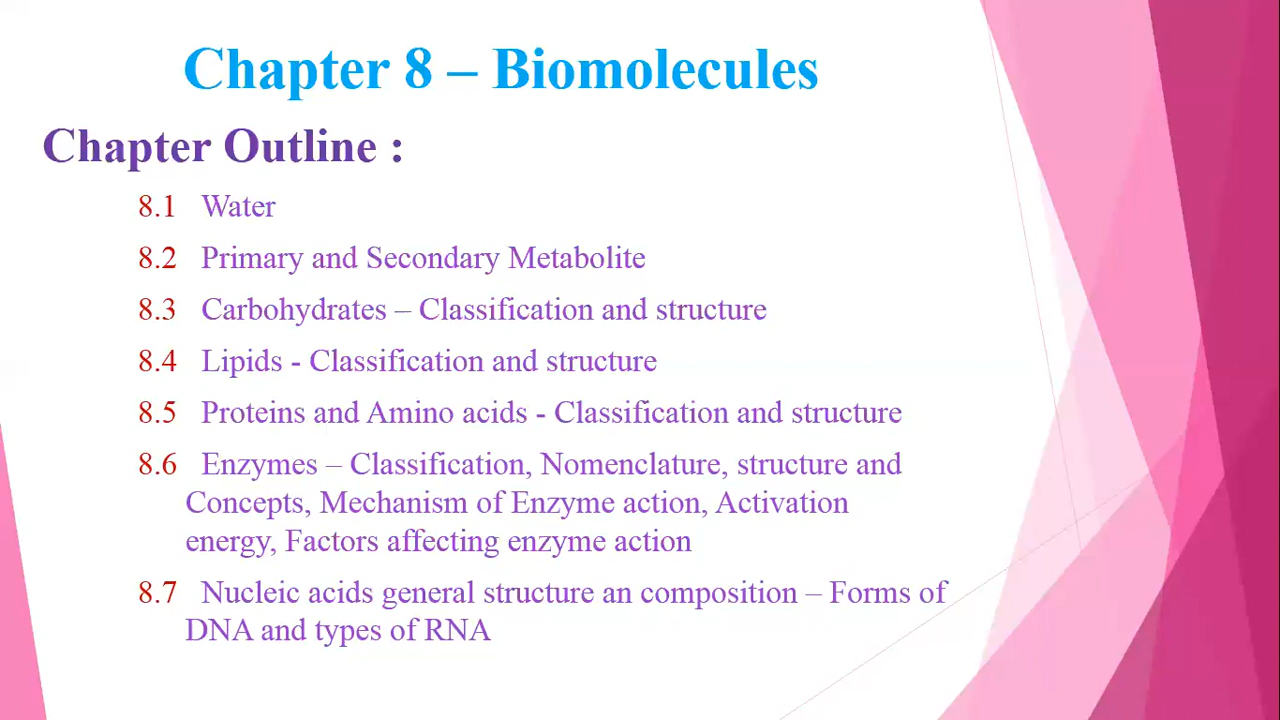 Chapter 8 – Biomolecules
Chapter Outline :
8.1 Water
8.2 Primary and Secondary Metabolite
8.3 Carbohydrates – Classification and structure
8.4 Lipids - Classification and structure
8.5 Proteins and Amino acids - Classification and structure
8.6 Enzymes – Classification, Nomenclature, structure and
Concepts, Mechanism of Enzyme action, Activation
energy, Factors affecting enzyme action
8.7 Nucleic acids general structure an composition – Forms of
DNA and types of RNA